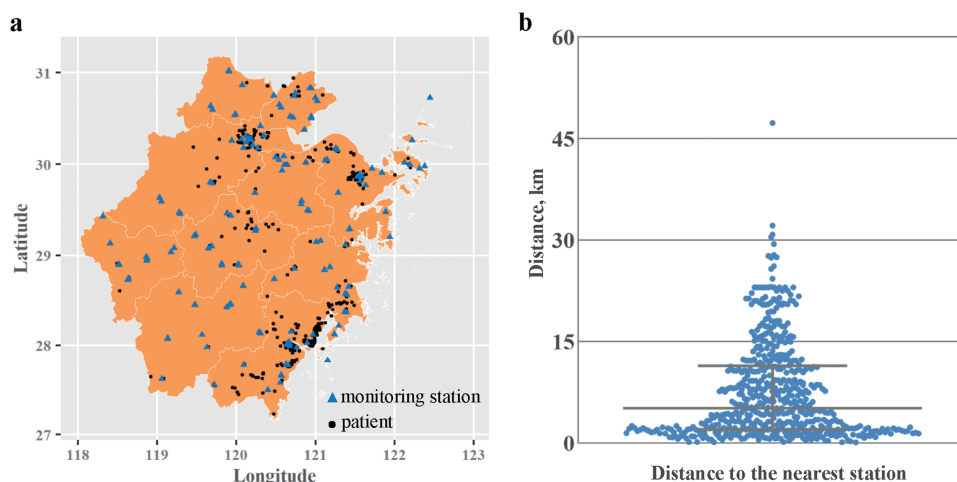 a
b
31
30
29
28
27
Latitude
118
119
120
121
122
123
Longitude
monitoring station
patient
60
45
30
15
0
Distance, km
Distance to the nearest station